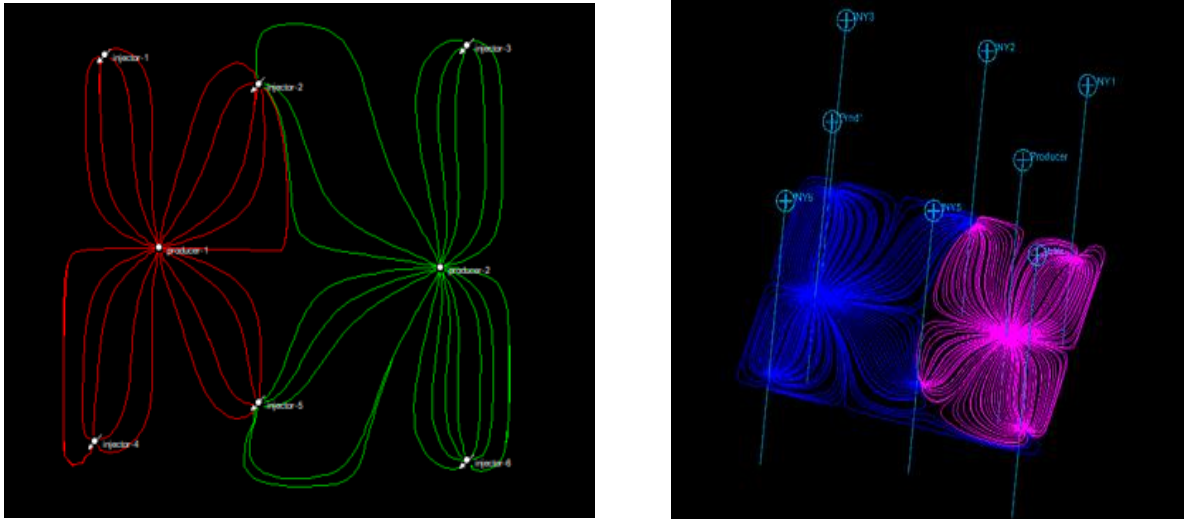 injector-1
injector-2
injector-3
producer-1
producer-2
injector-4
injector-5
injector-6
INY3
INY2
INY1
Producer
INY6
INY5